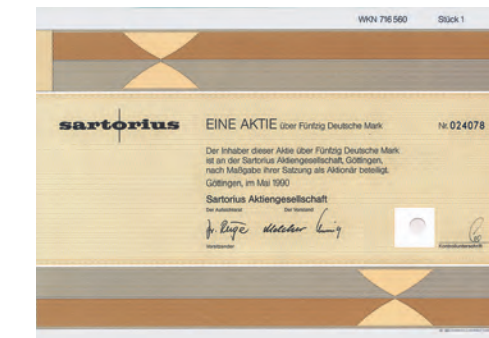 WKN 716 560 Stück 1
sartorius
EINE AKTIE über Fünfzig Deutsche Mark Nr. 024078
Der Inhaber dieser Aktie über Fünfzig Deutsche Mark
ist an der Sartorius Aktiengesellschaft, Göttingen,
nach Maßgabe ihrer Satzung als Aktionär beteiligt.
Göttingen, im Mai 1990
Sartorius Aktiengesellschaft
Der Aufsichtsrat Der Vorstand
Vorsitzender Kontrollunterschrift